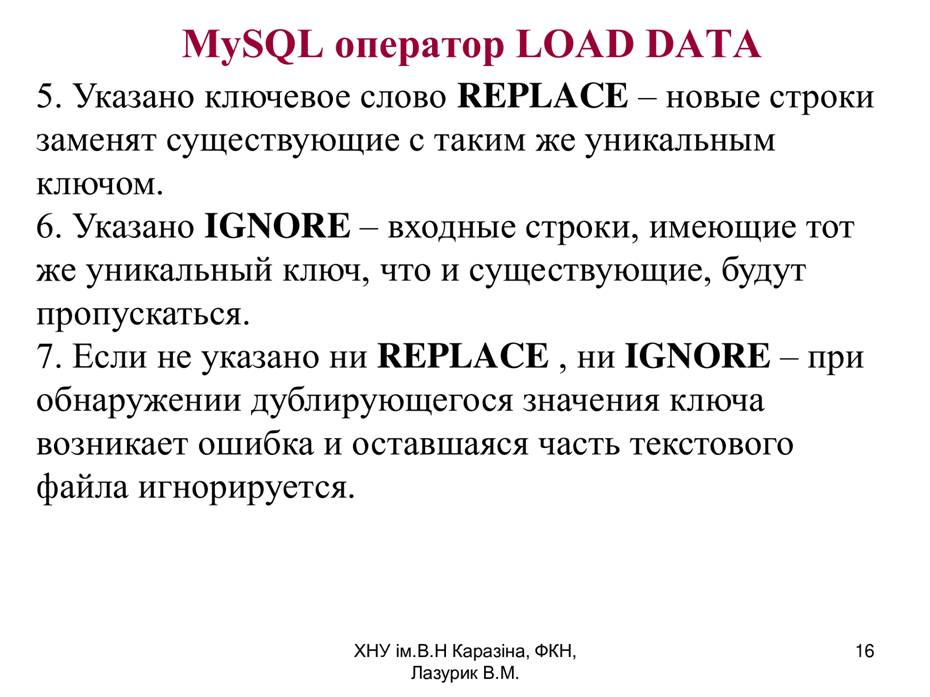 MySQL оператор LOAD DATA
5. Указано ключевое слово REPLACE – новые строки
заменят существующие с таким же уникальным
ключом.
6. Указано IGNORE – входные строки, имеющие тот
же уникальный ключ, что и существующие, будут
пропускаться.
7. Если не указано ни REPLACE , ни IGNORE – при
обнаружении дублирующегося значения ключа
возникает ошибка и оставшаяся часть текстового
файла игнорируется.
ХНУ ім.В.Н Каразіна, ФКН,
Лазурик В.М.
16